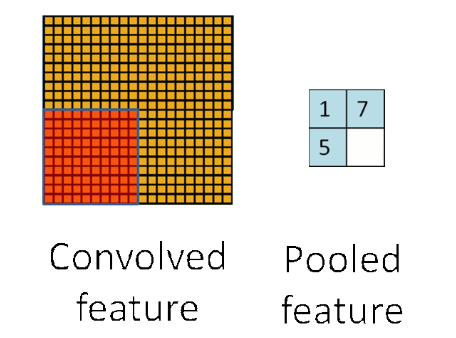 1 7
5
Convolved
feature
Pooled
feature